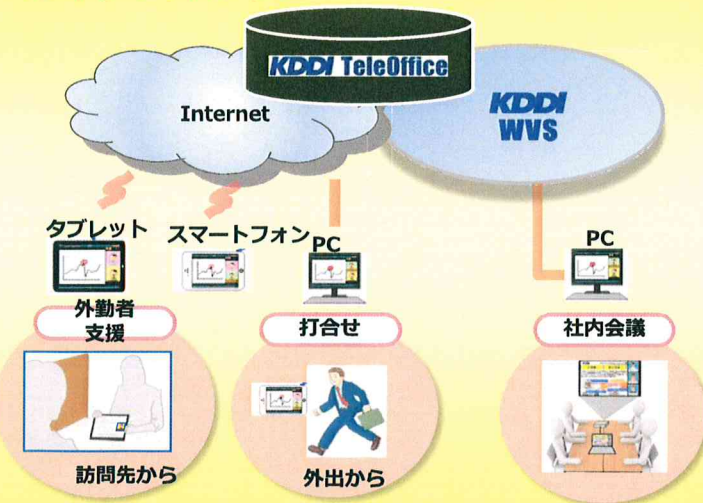 KDDI TeleOffice
Internet
KDDI
WVS
タブレット
スマートフォン
PC
PC
外勤者
支援
打合せ
社内会議
訪問先から
外出から